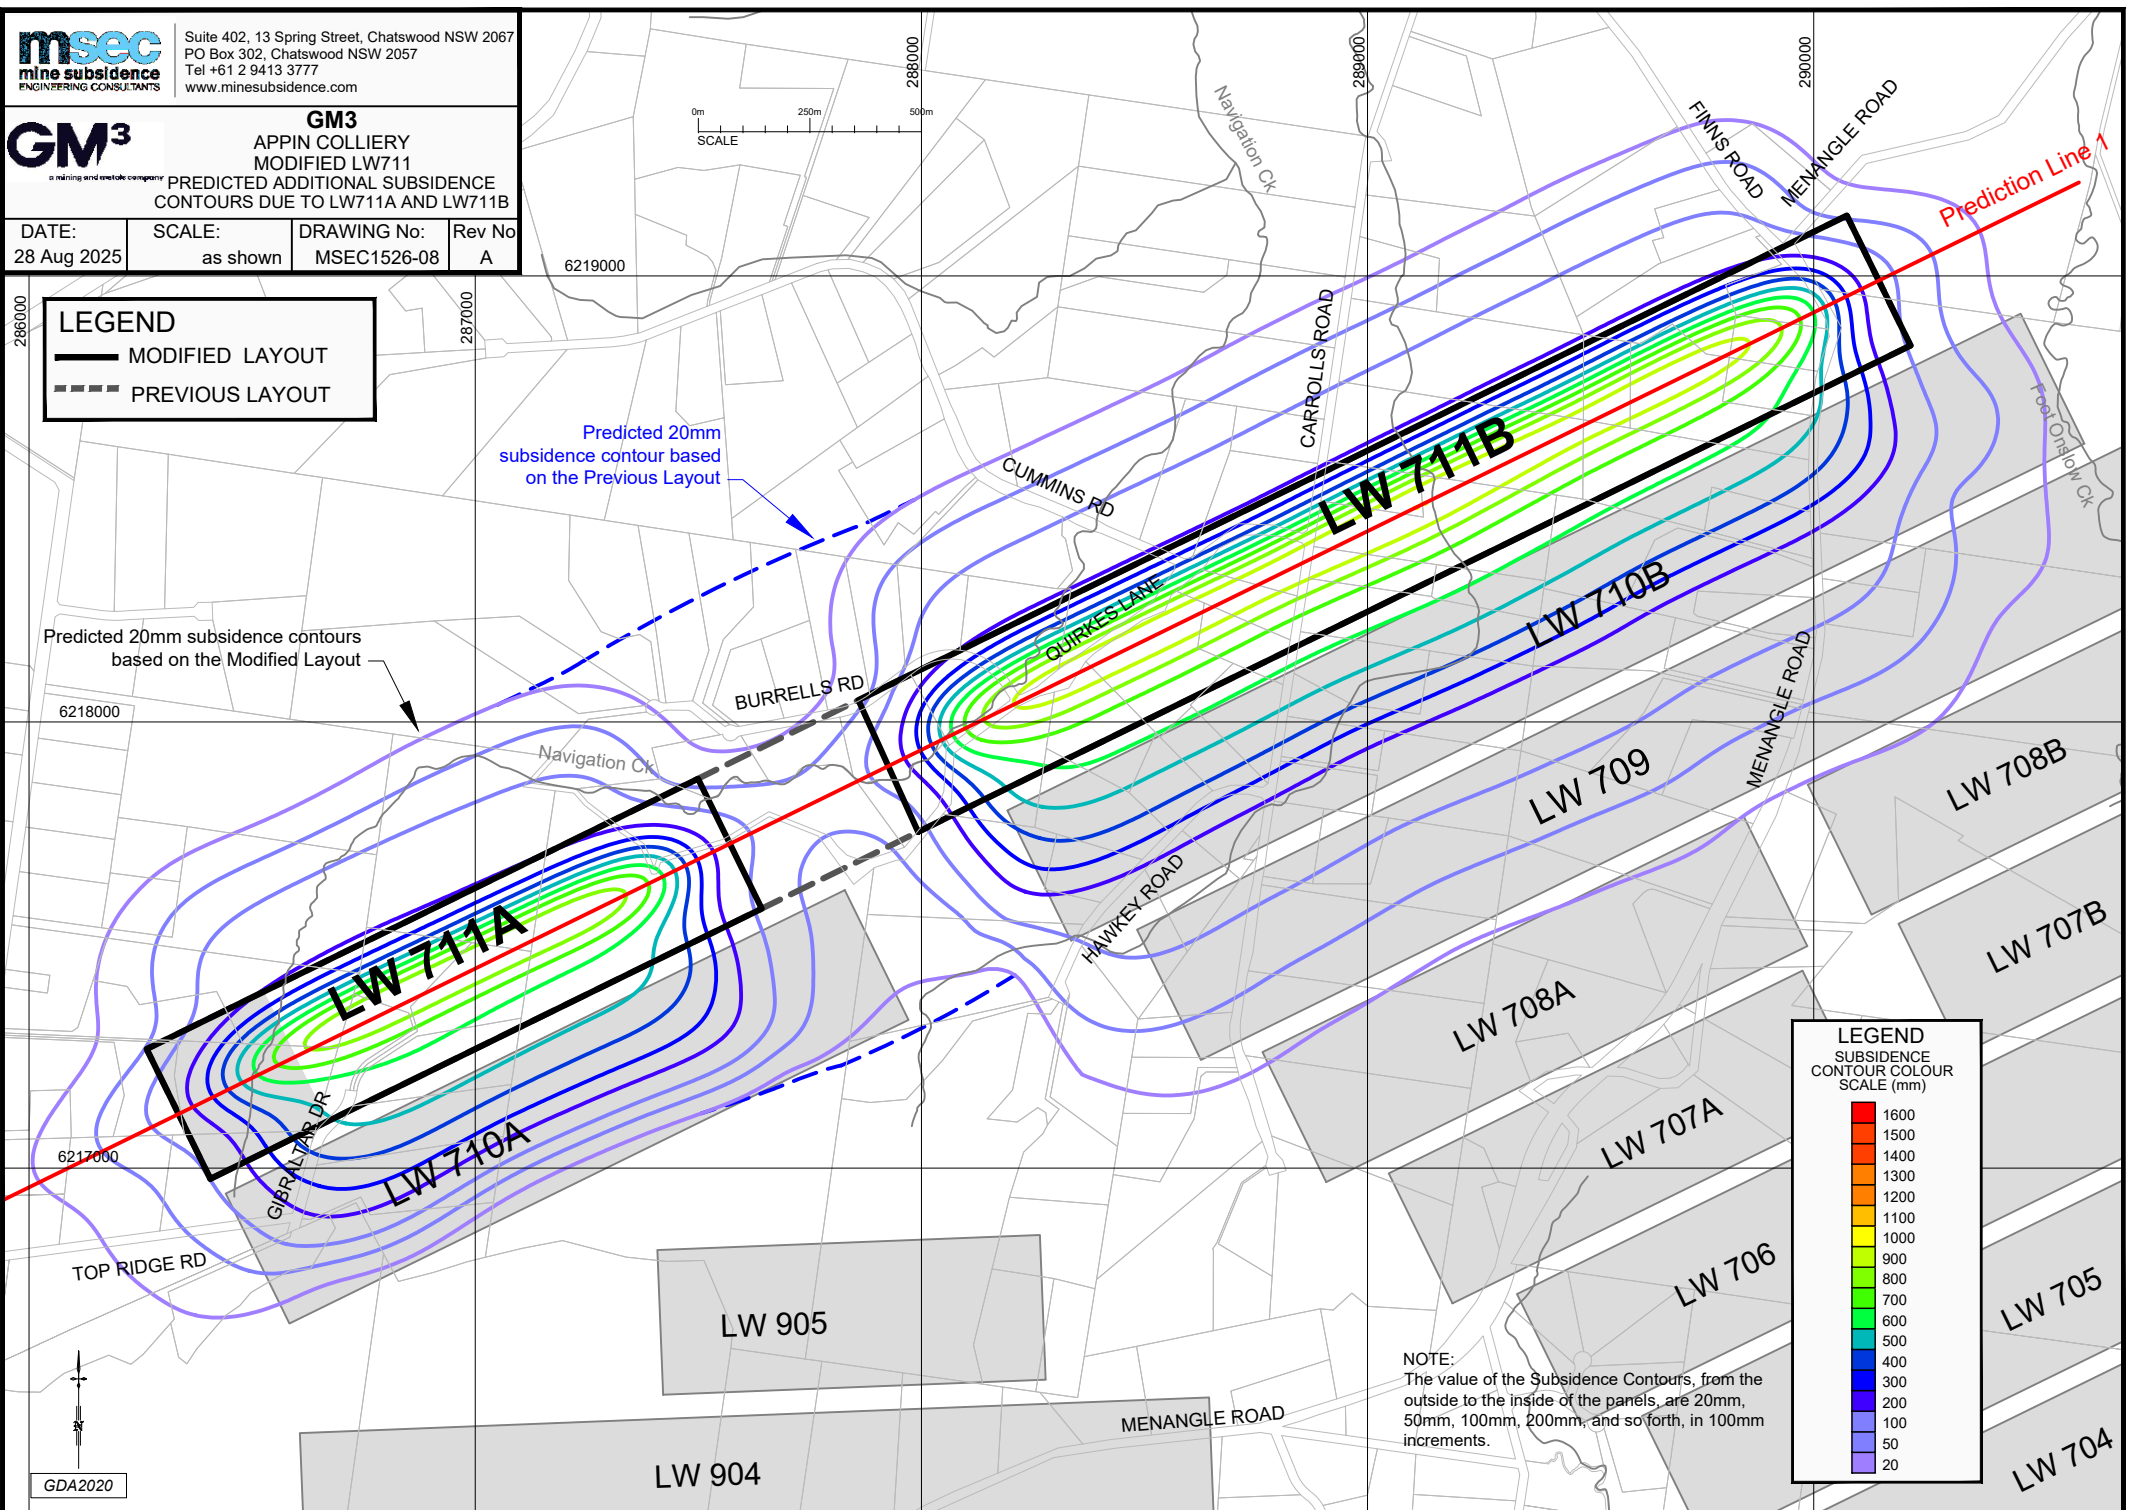 msec
mine subsidence
ENGINEERING CONSULTANTS
Suite 402, 13 Spring Street, Chatswood NSW 2067
PO Box 302, Chatswood NSW 2057
Tel +61 2 9413 3777
www.minesubsidence.com
GM3
a mining and metals company
GM3
APPIN COLLIERY
MODIFIED LW711
PREDICTED ADDITIONAL SUBSIDENCE
CONTOURS DUE TO LW711A AND LW711B
DATE:
28 Aug 2025
SCALE:
as shown
DRAWING No:
MSEC1526-08
Rev No
A
0m 250m 500m
SCALE
288000
289000
290000
286000
287000
6219000
6218000
6217000
LEGEND
MODIFIED LAYOUT
PREVIOUS LAYOUT
Navigation Ck
FINNS ROAD
MENANGLE ROAD
Prediction Line 1
Foot Onslow Ck
CARROLLS ROAD
Predicted 20mm
subsidence contour based
on the Previous Layout
CUMMINS RD
LW 711B
QUIRKES LANE
LW 710B
Predicted 20mm subsidence contours
based on the Modified Layout
BURRELLS RD
Navigation Ck
MENANGLE ROAD
LW 709
LW 708B
HAWKEY ROAD
LW 711A
LW 707B
LW 708A
GIBRALTAR DR
LW 710A
LW 707A
TOP RIDGE RD
LW 706
LW 705
LW 905
LW 704
MENANGLE ROAD
LW 904
N
GDA2020
NOTE:
The value of the Subsidence Contours, from the
outside to the inside of the panels, are 20mm,
50mm, 100mm, 200mm, and so forth, in 100mm
increments.
LEGEND
SUBSIDENCE
CONTOUR COLOUR
SCALE (mm)
1600
1500
1400
1300
1200
1100
1000
900
800
700
600
500
400
300
200
100
50
20